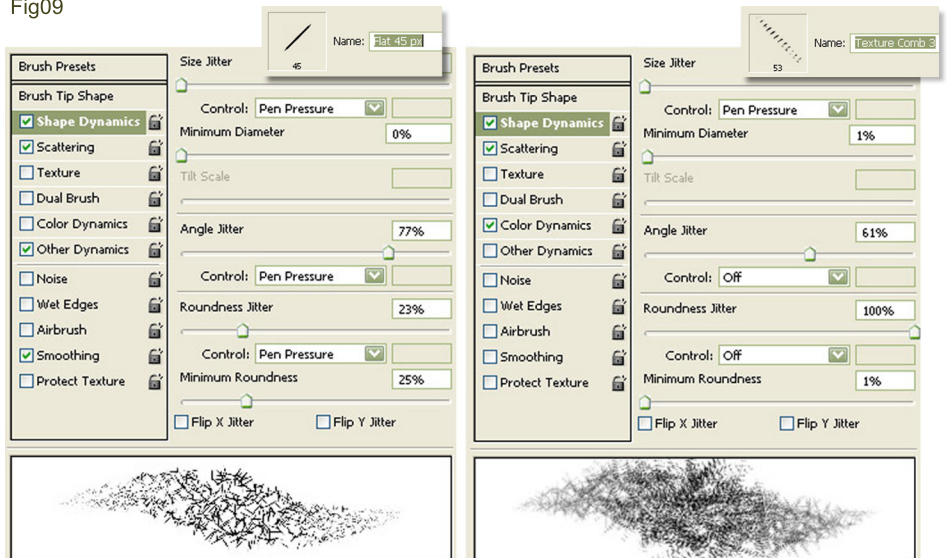 Fig09
45
Name: Flat 45 px
Brush Presets
Brush Tip Shape
Shape Dynamics
Scattering
Texture
Dual Brush
Color Dynamics
Other Dynamics
Noise
Wet Edges
Airbrush
Smoothing
Protect Texture
Size Jitter
Control: Pen Pressure
Minimum Diameter 0%
Tilt Scale
Angle Jitter 77%
Control: Pen Pressure
Roundness Jitter 23%
Control: Pen Pressure
Minimum Roundness 25%
Flip X Jitter Flip Y Jitter
53
Name: Texture Comb 3
Brush Presets
Brush Tip Shape
Shape Dynamics
Scattering
Texture
Dual Brush
Color Dynamics
Other Dynamics
Noise
Wet Edges
Airbrush
Smoothing
Protect Texture
Size Jitter
Control: Pen Pressure
Minimum Diameter 1%
Tilt Scale
Angle Jitter 61%
Control: Off
Roundness Jitter 100%
Control: Off
Minimum Roundness 1%
Flip X Jitter Flip Y Jitter